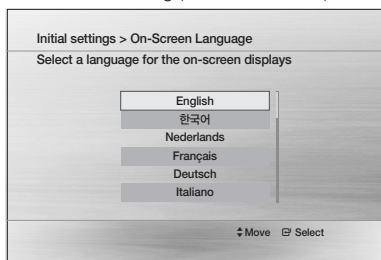 Initial settings > On-Screen Language
Select a language for the on-screen displays
English
한국어
Nederlands
Français
Deutsch
Italiano
Move Select